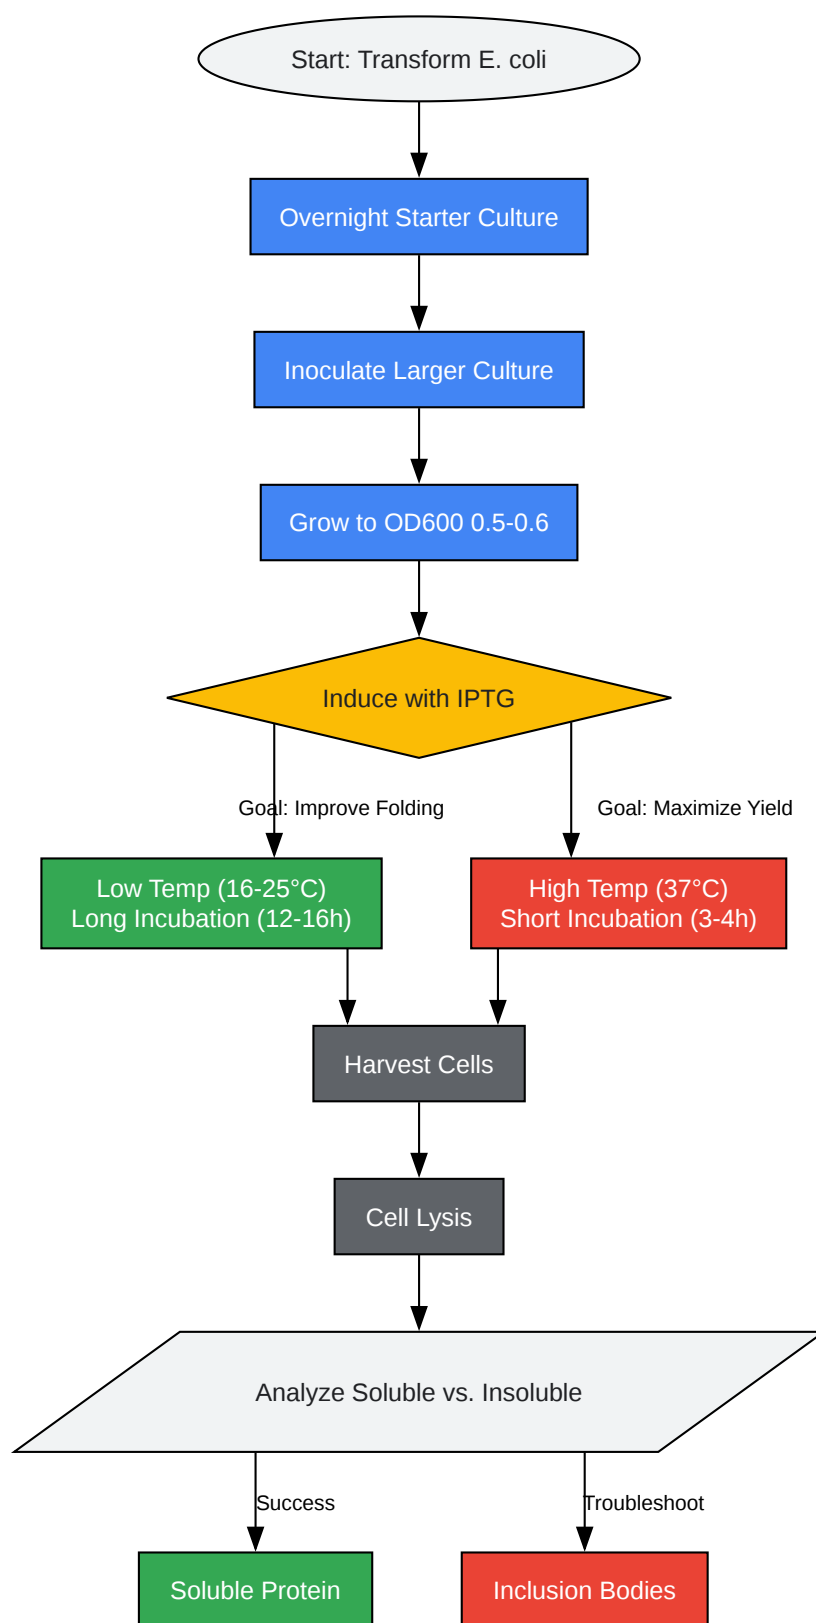 Start: Transform E. coli
Overnight Starter Culture
Inoculate Larger Culture
Grow to OD600 0.5-0.6
Induce with IPTG
Goal: Improve Folding
Goal: Maximize Yield
Low Temp (16-25°C)
Long Incubation (12-16h)
High Temp (37°C)
Short Incubation (3-4h)
Harvest Cells
Cell Lysis
Analyze Soluble vs. Insoluble
Success
Troubleshoot
Soluble Protein
Inclusion Bodies